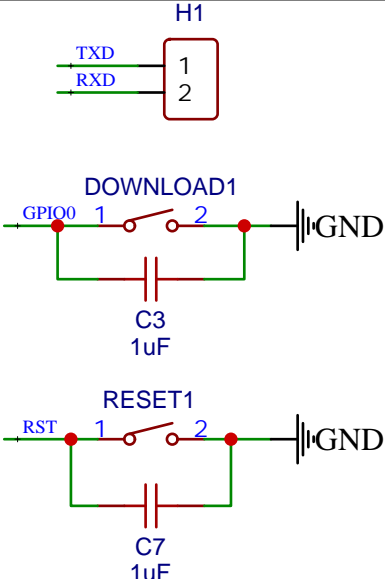 H1
TXD 1
RXD 2
DOWNLOAD1
GPIO0 1 2 GND
C3
1uF
RESET1
RST 1 2 GND
C7
1uF